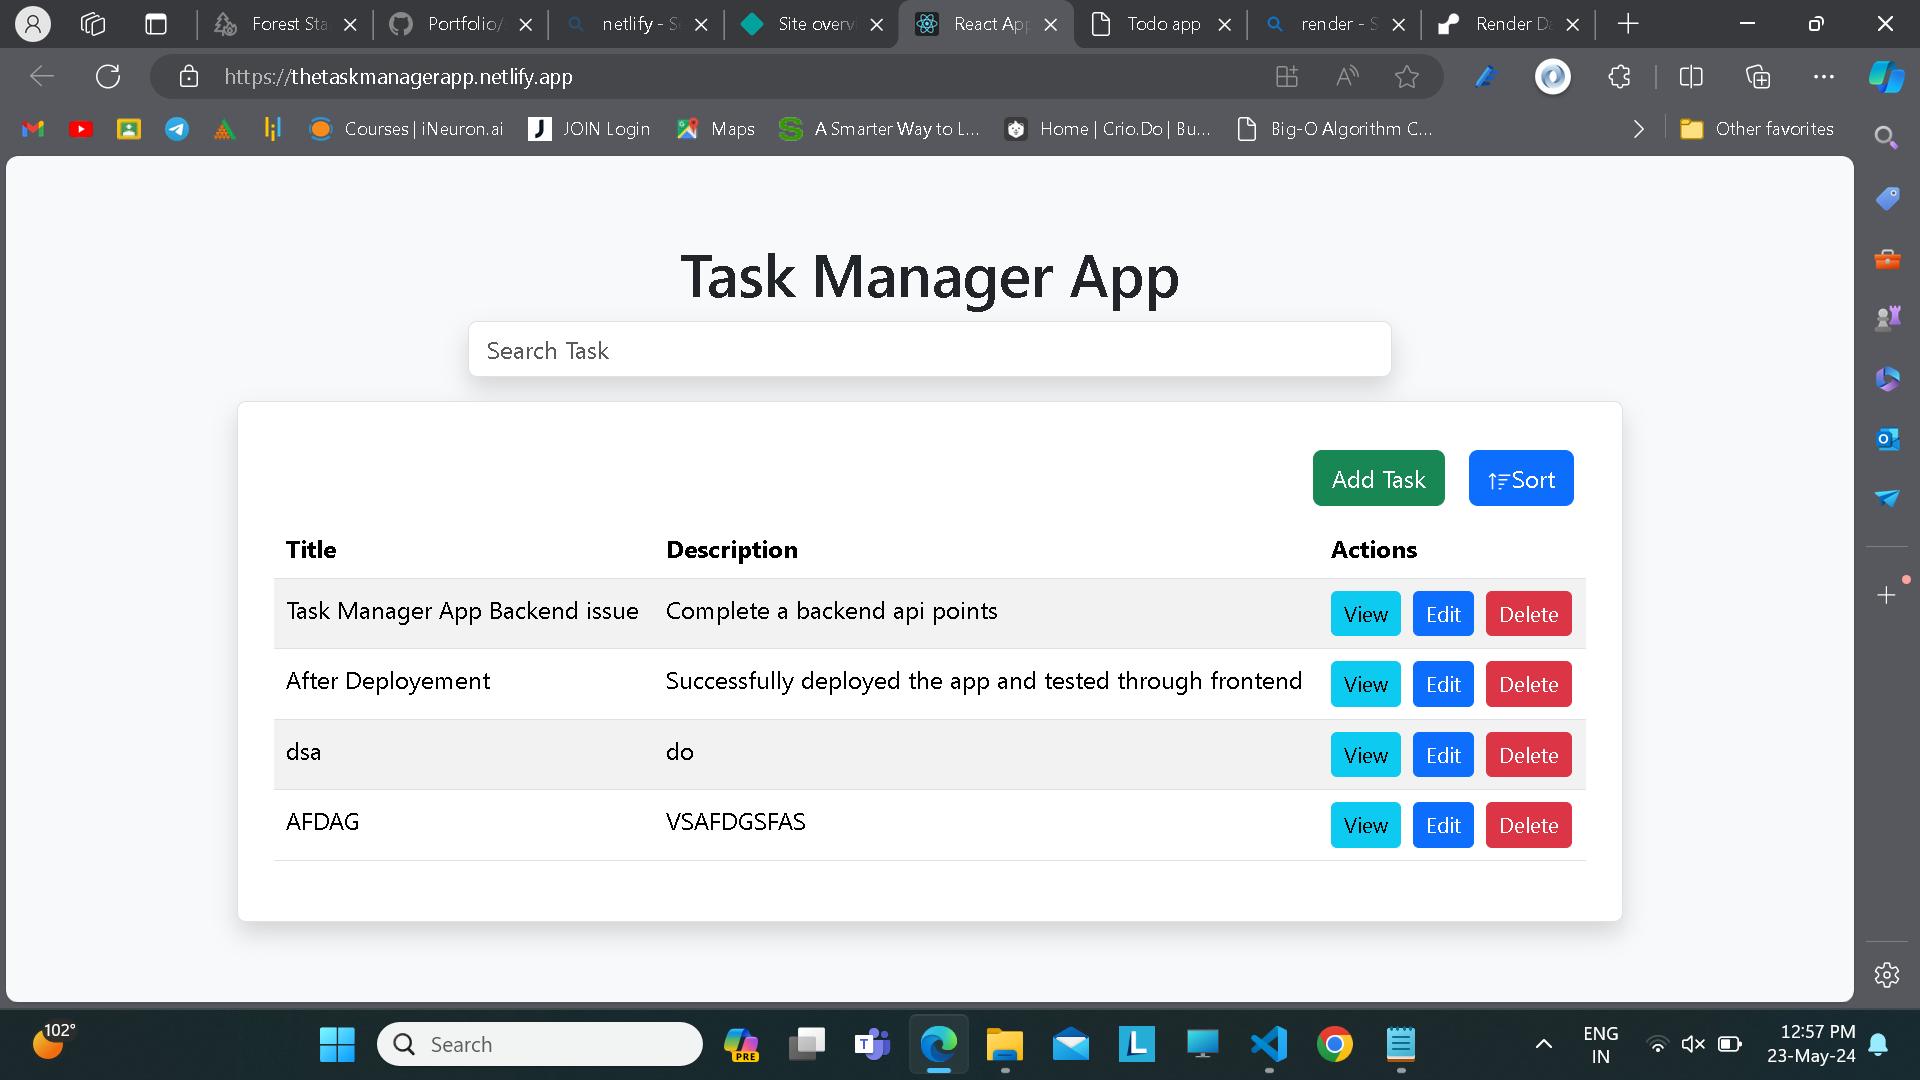 Forest Sta
Portfolio/
netlify - S
Site overv
React App
Todo app
render - S
Render Da
https://thetaskmanagerapp.netlify.app
Courses | iNeuron.ai
JOIN Login
Maps
A Smarter Way to L...
Home | Crio.Do | Bu...
Big-O Algorithm C...
Other favorites
Task Manager App
Search Task
Add Task
Sort
Title Description Actions
Task Manager App Backend issue Complete a backend api points View Edit Delete
After Deployement Successfully deployed the app and tested through frontend View Edit Delete
dsa do View Edit Delete
AFDAG VSAFDGSFAS View Edit Delete
102°
Search
PRE
ENG
IN
12:57 PM
23-May-24